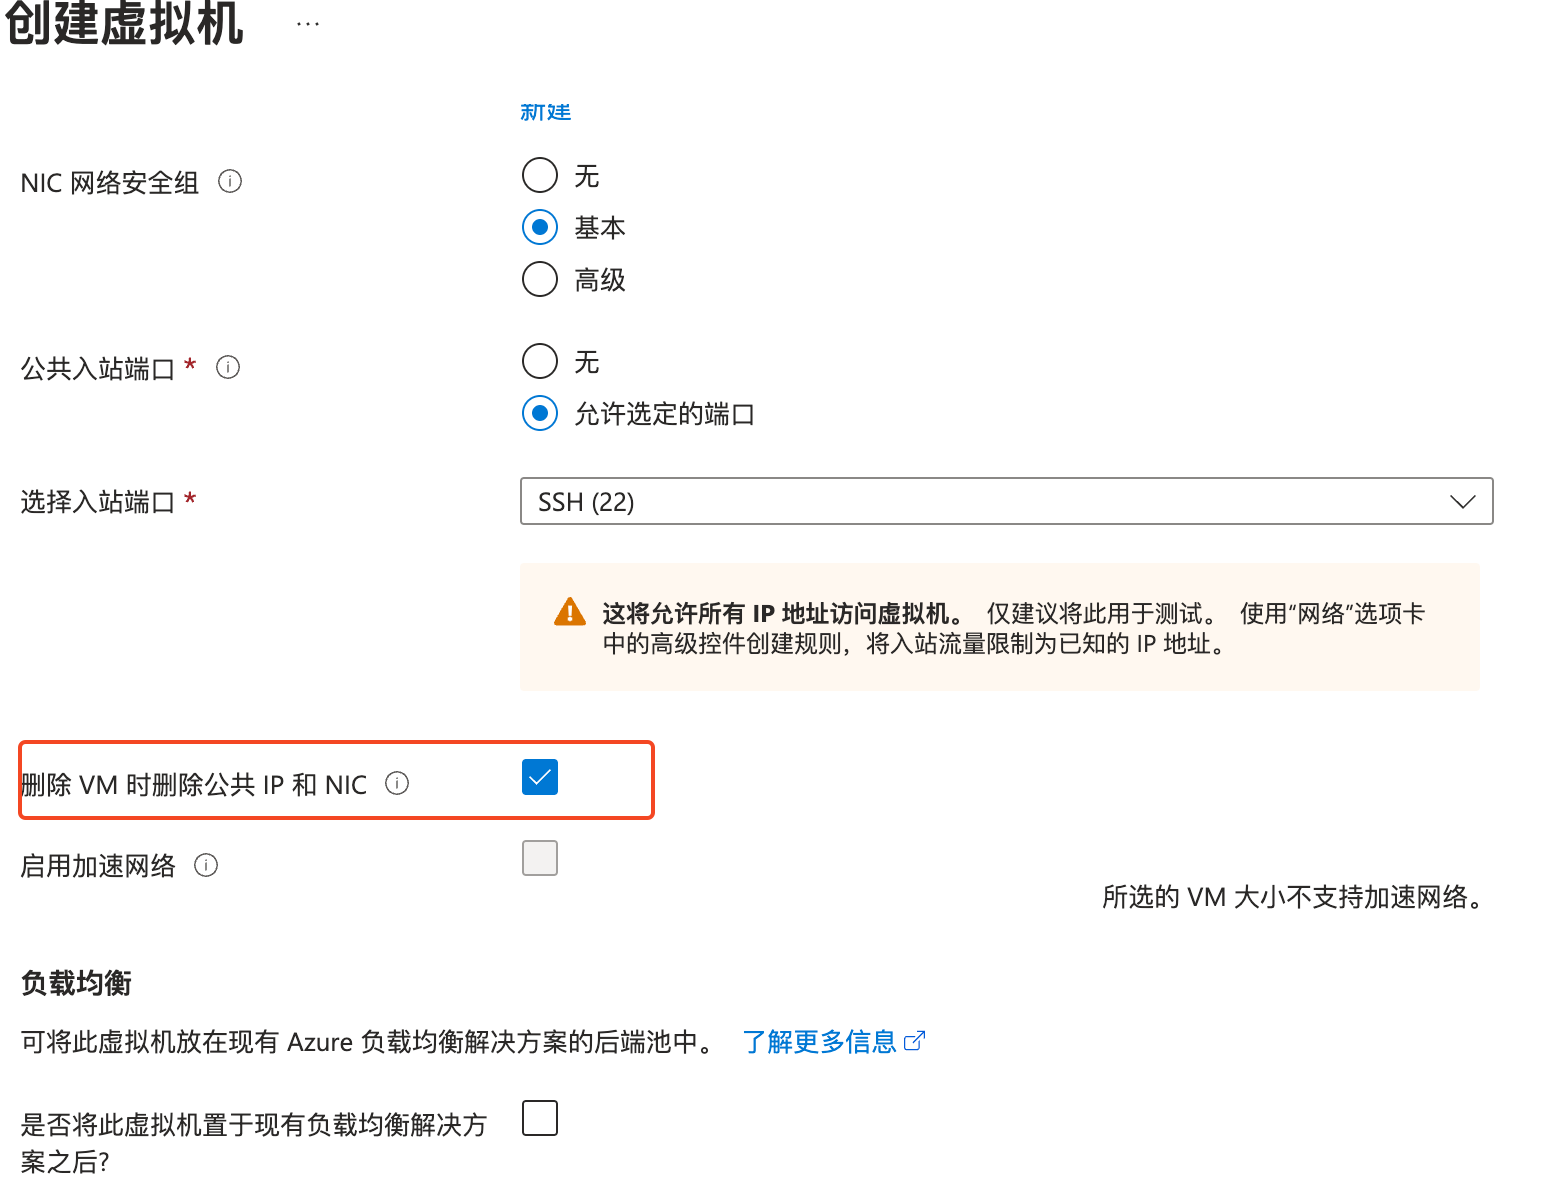 创建虚拟机 ...
新建
NIC 网络安全组
无
基本
高级
公共入站端口 *
无
允许选定的端口
选择入站端口 *
SSH (22)
这将允许所有 IP 地址访问虚拟机。 仅建议将此用于测试。 使用“网络”选项卡
中的高级控件创建规则，将入站流量限制为已知的 IP 地址。
删除 VM 时删除公共 IP 和 NIC
启用加速网络
所选的 VM 大小不支持加速网络。
负载均衡
可将此虚拟机放在现有 Azure 负载均衡解决方案的后端池中。 了解更多信息
是否将此虚拟机置于现有负载均衡解决方
案之后?